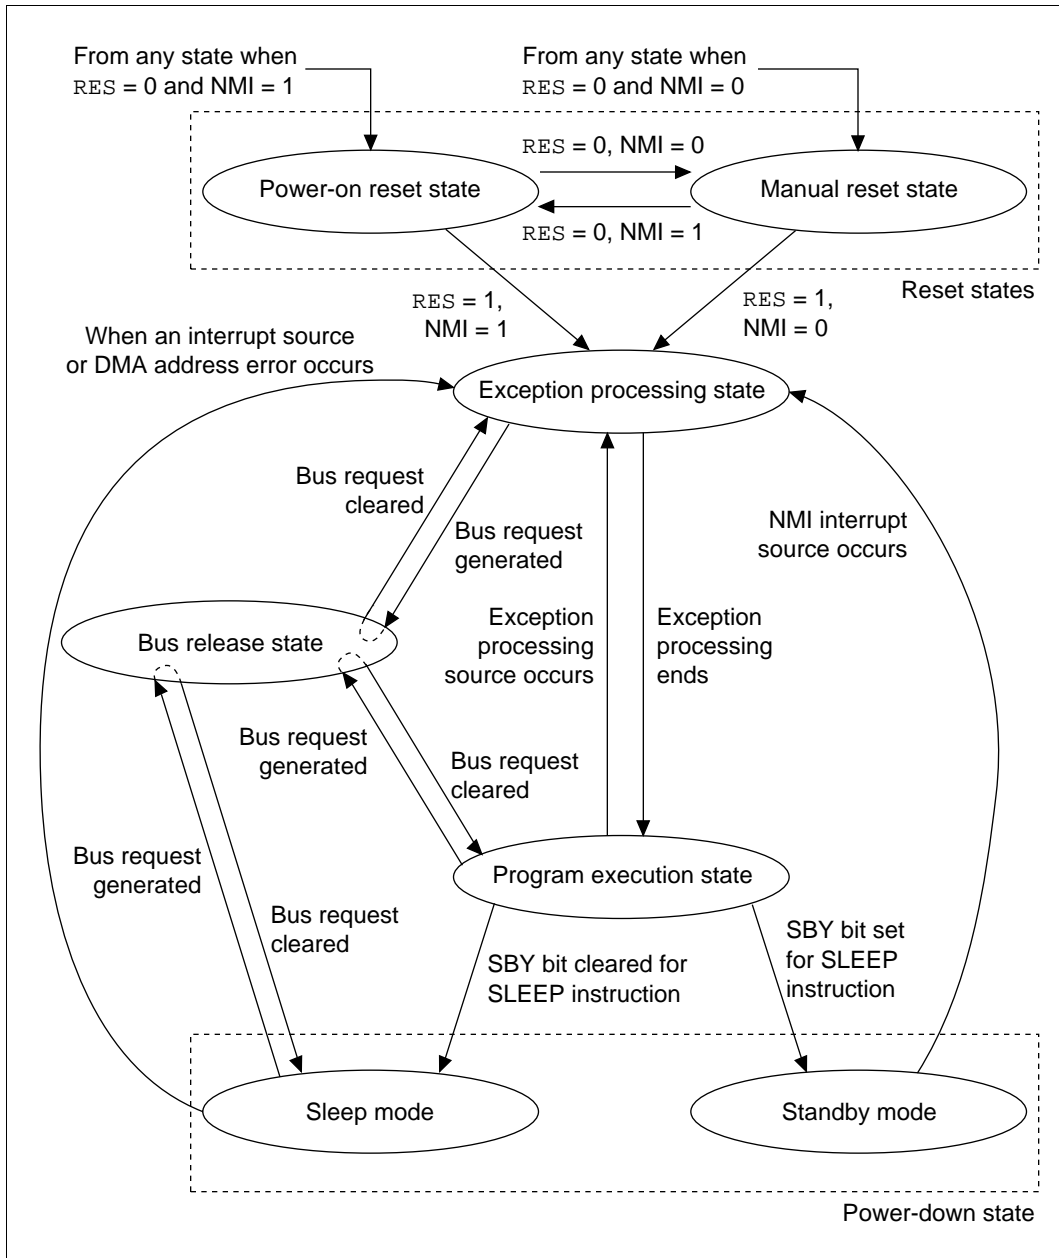 From any state when
RES = 0 and NMI = 1
From any state when
RES = 0 and NMI = 0
RES = 0, NMI = 0
Power-on reset state
Manual reset state
RES = 0, NMI = 1
Reset states
RES = 1,
NMI = 1
RES = 1,
NMI = 0
When an interrupt source
or DMA address error occurs
Exception processing state
Bus request
cleared
Bus request
generated
NMI interrupt
source occurs
Exception
processing
source occurs
Exception
processing
ends
Bus release state
Bus request
generated
Bus request
cleared
Bus request
generated
Program execution state
Bus request
cleared
SBY bit cleared for
SLEEP instruction
SBY bit set
for SLEEP
instruction
Sleep mode
Standby mode
Power-down state